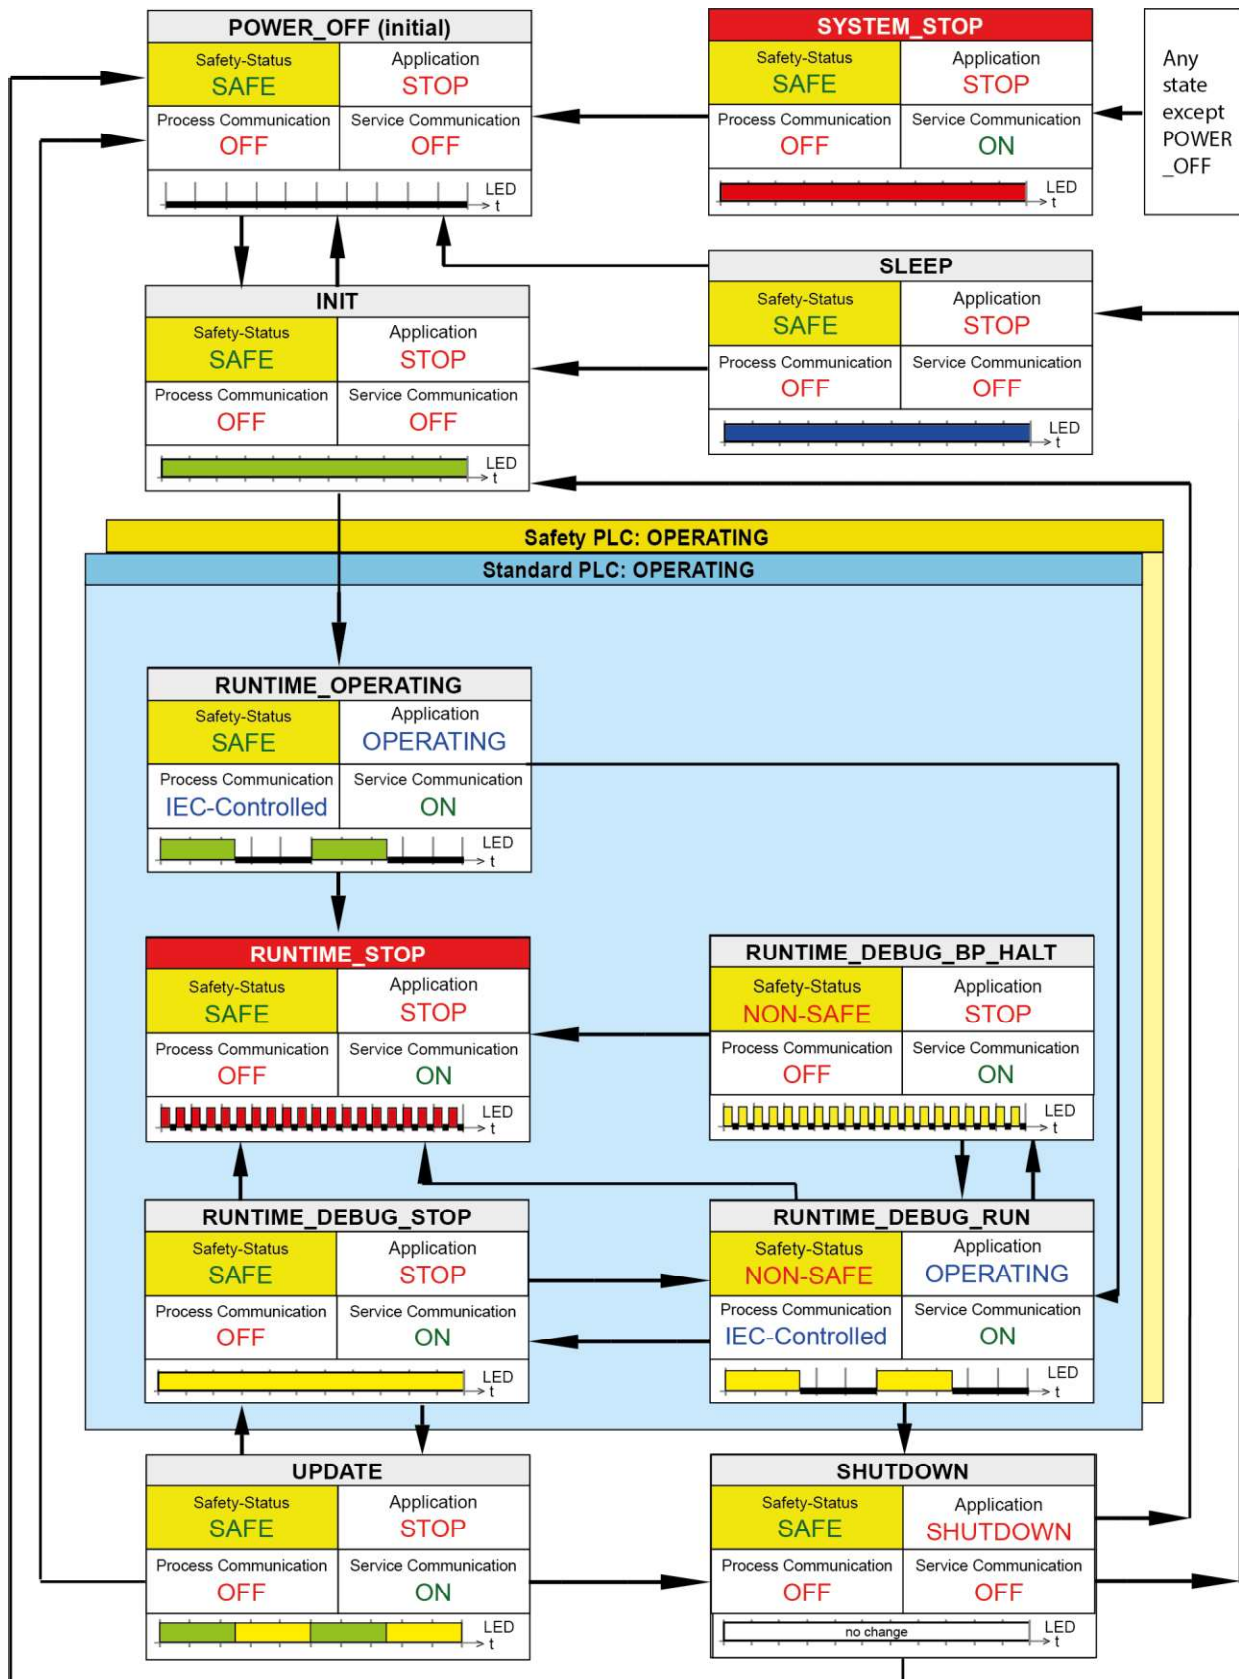 POWER_OFF (initial)
Safety-Status
SAFE
Application
STOP
Process Communication
OFF
Service Communication
OFF
LED
t
SYSTEM_STOP
Safety-Status
SAFE
Application
STOP
Process Communication
OFF
Service Communication
ON
LED
t
Any
state
except
POWER
_OFF
INIT
Safety-Status
SAFE
Application
STOP
Process Communication
OFF
Service Communication
OFF
LED
t
SLEEP
Safety-Status
SAFE
Application
STOP
Process Communication
OFF
Service Communication
OFF
LED
t
Safety PLC: OPERATING
Standard PLC: OPERATING
RUNTIME_OPERATING
Safety-Status
SAFE
Application
OPERATING
Process Communication
IEC-Controlled
Service Communication
ON
LED
t
RUNTIME_STOP
Safety-Status
SAFE
Application
STOP
Process Communication
OFF
Service Communication
ON
LED
t
RUNTIME_DEBUG_BP_HALT
Safety-Status
NON-SAFE
Application
STOP
Process Communication
OFF
Service Communication
ON
LED
t
RUNTIME_DEBUG_STOP
Safety-Status
SAFE
Application
STOP
Process Communication
OFF
Service Communication
ON
LED
t
RUNTIME_DEBUG_RUN
Safety-Status
NON-SAFE
Application
OPERATING
Process Communication
IEC-Controlled
Service Communication
ON
LED
t
UPDATE
Safety-Status
SAFE
Application
STOP
Process Communication
OFF
Service Communication
ON
LED
t
SHUTDOWN
Safety-Status
SAFE
Application
SHUTDOWN
Process Communication
OFF
Service Communication
OFF
no change
LED
t